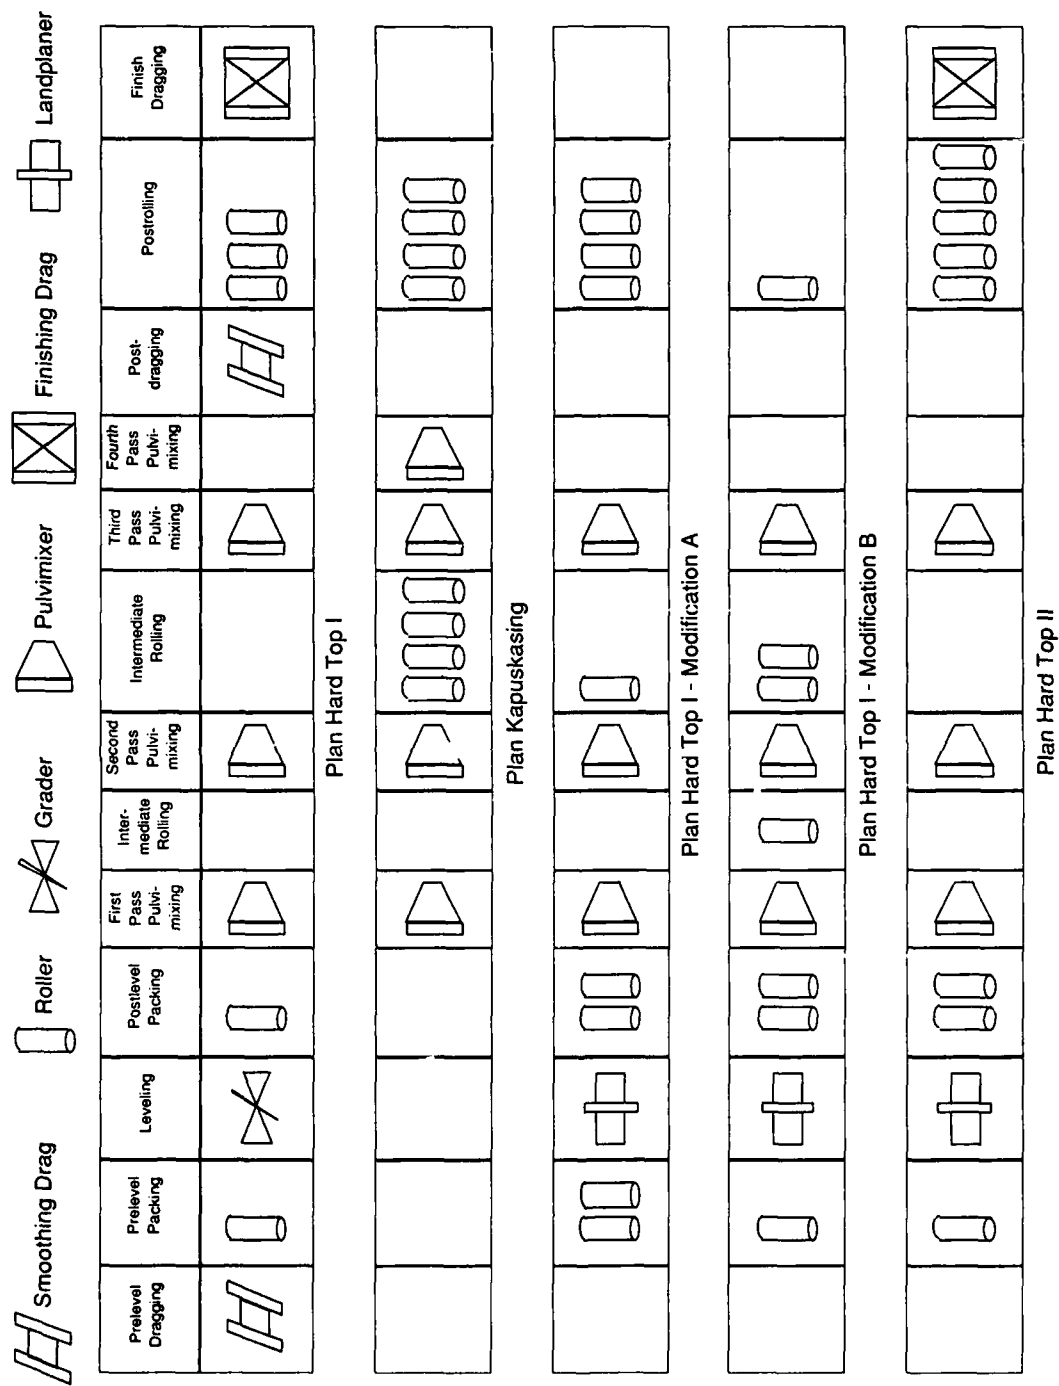 Smoothing Drag
Roller
Grader
Pulvimixer
Finishing Drag
Landplaner
Prelevel
Dragging
Prelevel
Packing
Leveling
Postlevel
Packing
First
Pass
Pulvi-
mixing
Inter-
mediate
Rolling
Second
Pass
Pulvi-
mixing
Intermediate
Rolling
Third
Pass
Pulvi-
mixing
Fourth
Pass
Pulvi-
mixing
Post-
dragging
Postrolling
Finish
Dragging
Plan Hard Top I
Plan Kapuskasing
Plan Hard Top I - Modification A
Plan Hard Top I - Modification B
Plan Hard Top II